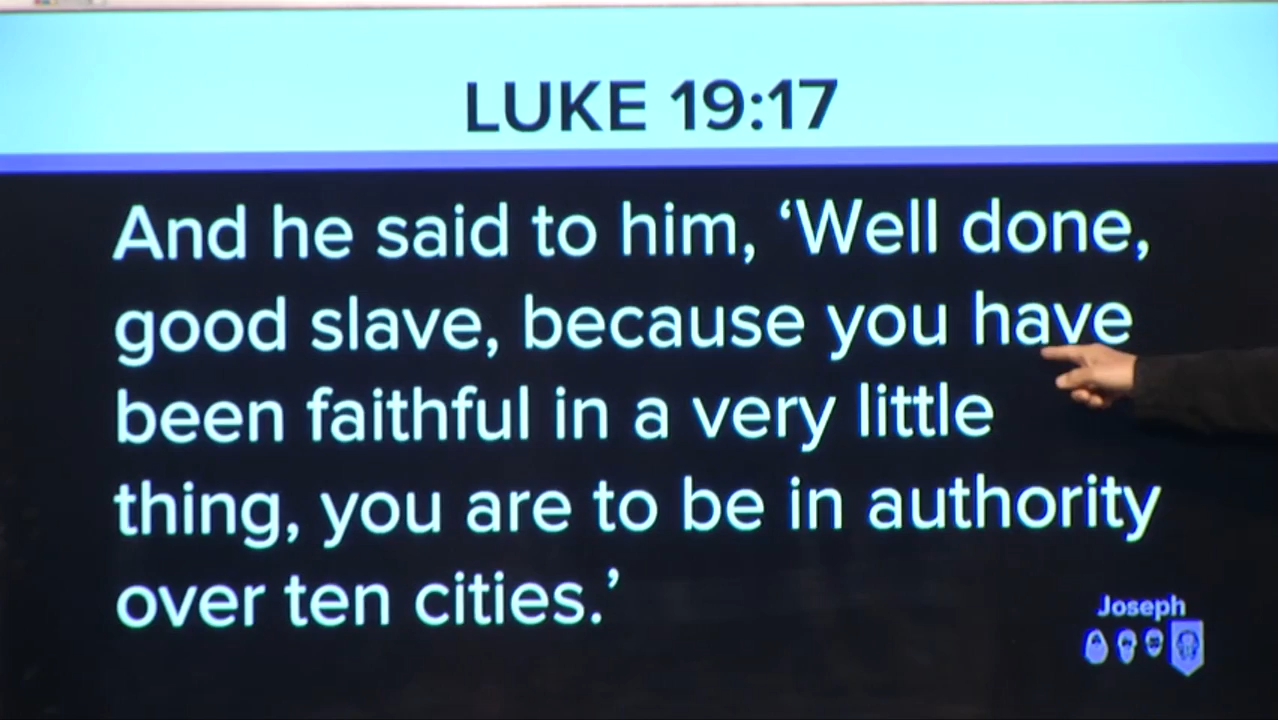 LUKE 19:17
And he said to him, ‘Well done,
good slave, because you have
been faithful in a very little
thing, you are to be in authority
over ten cities.’
Joseph